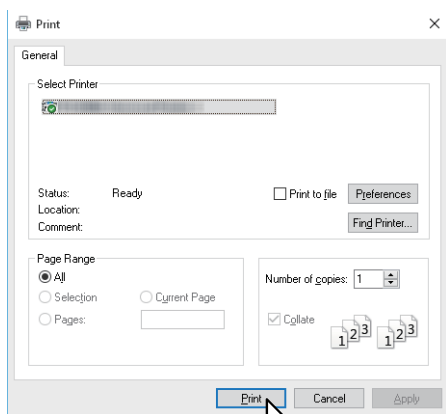 Print
General
Select Printer
Status: Ready
Print to file
Preferences
Location:
Comment:
Find Printer...
Page Range
All
Selection
Current Page
Pages:
Number of copies: 1
Collate
1 2 3 1 2 3
Print
Cancel
Apply